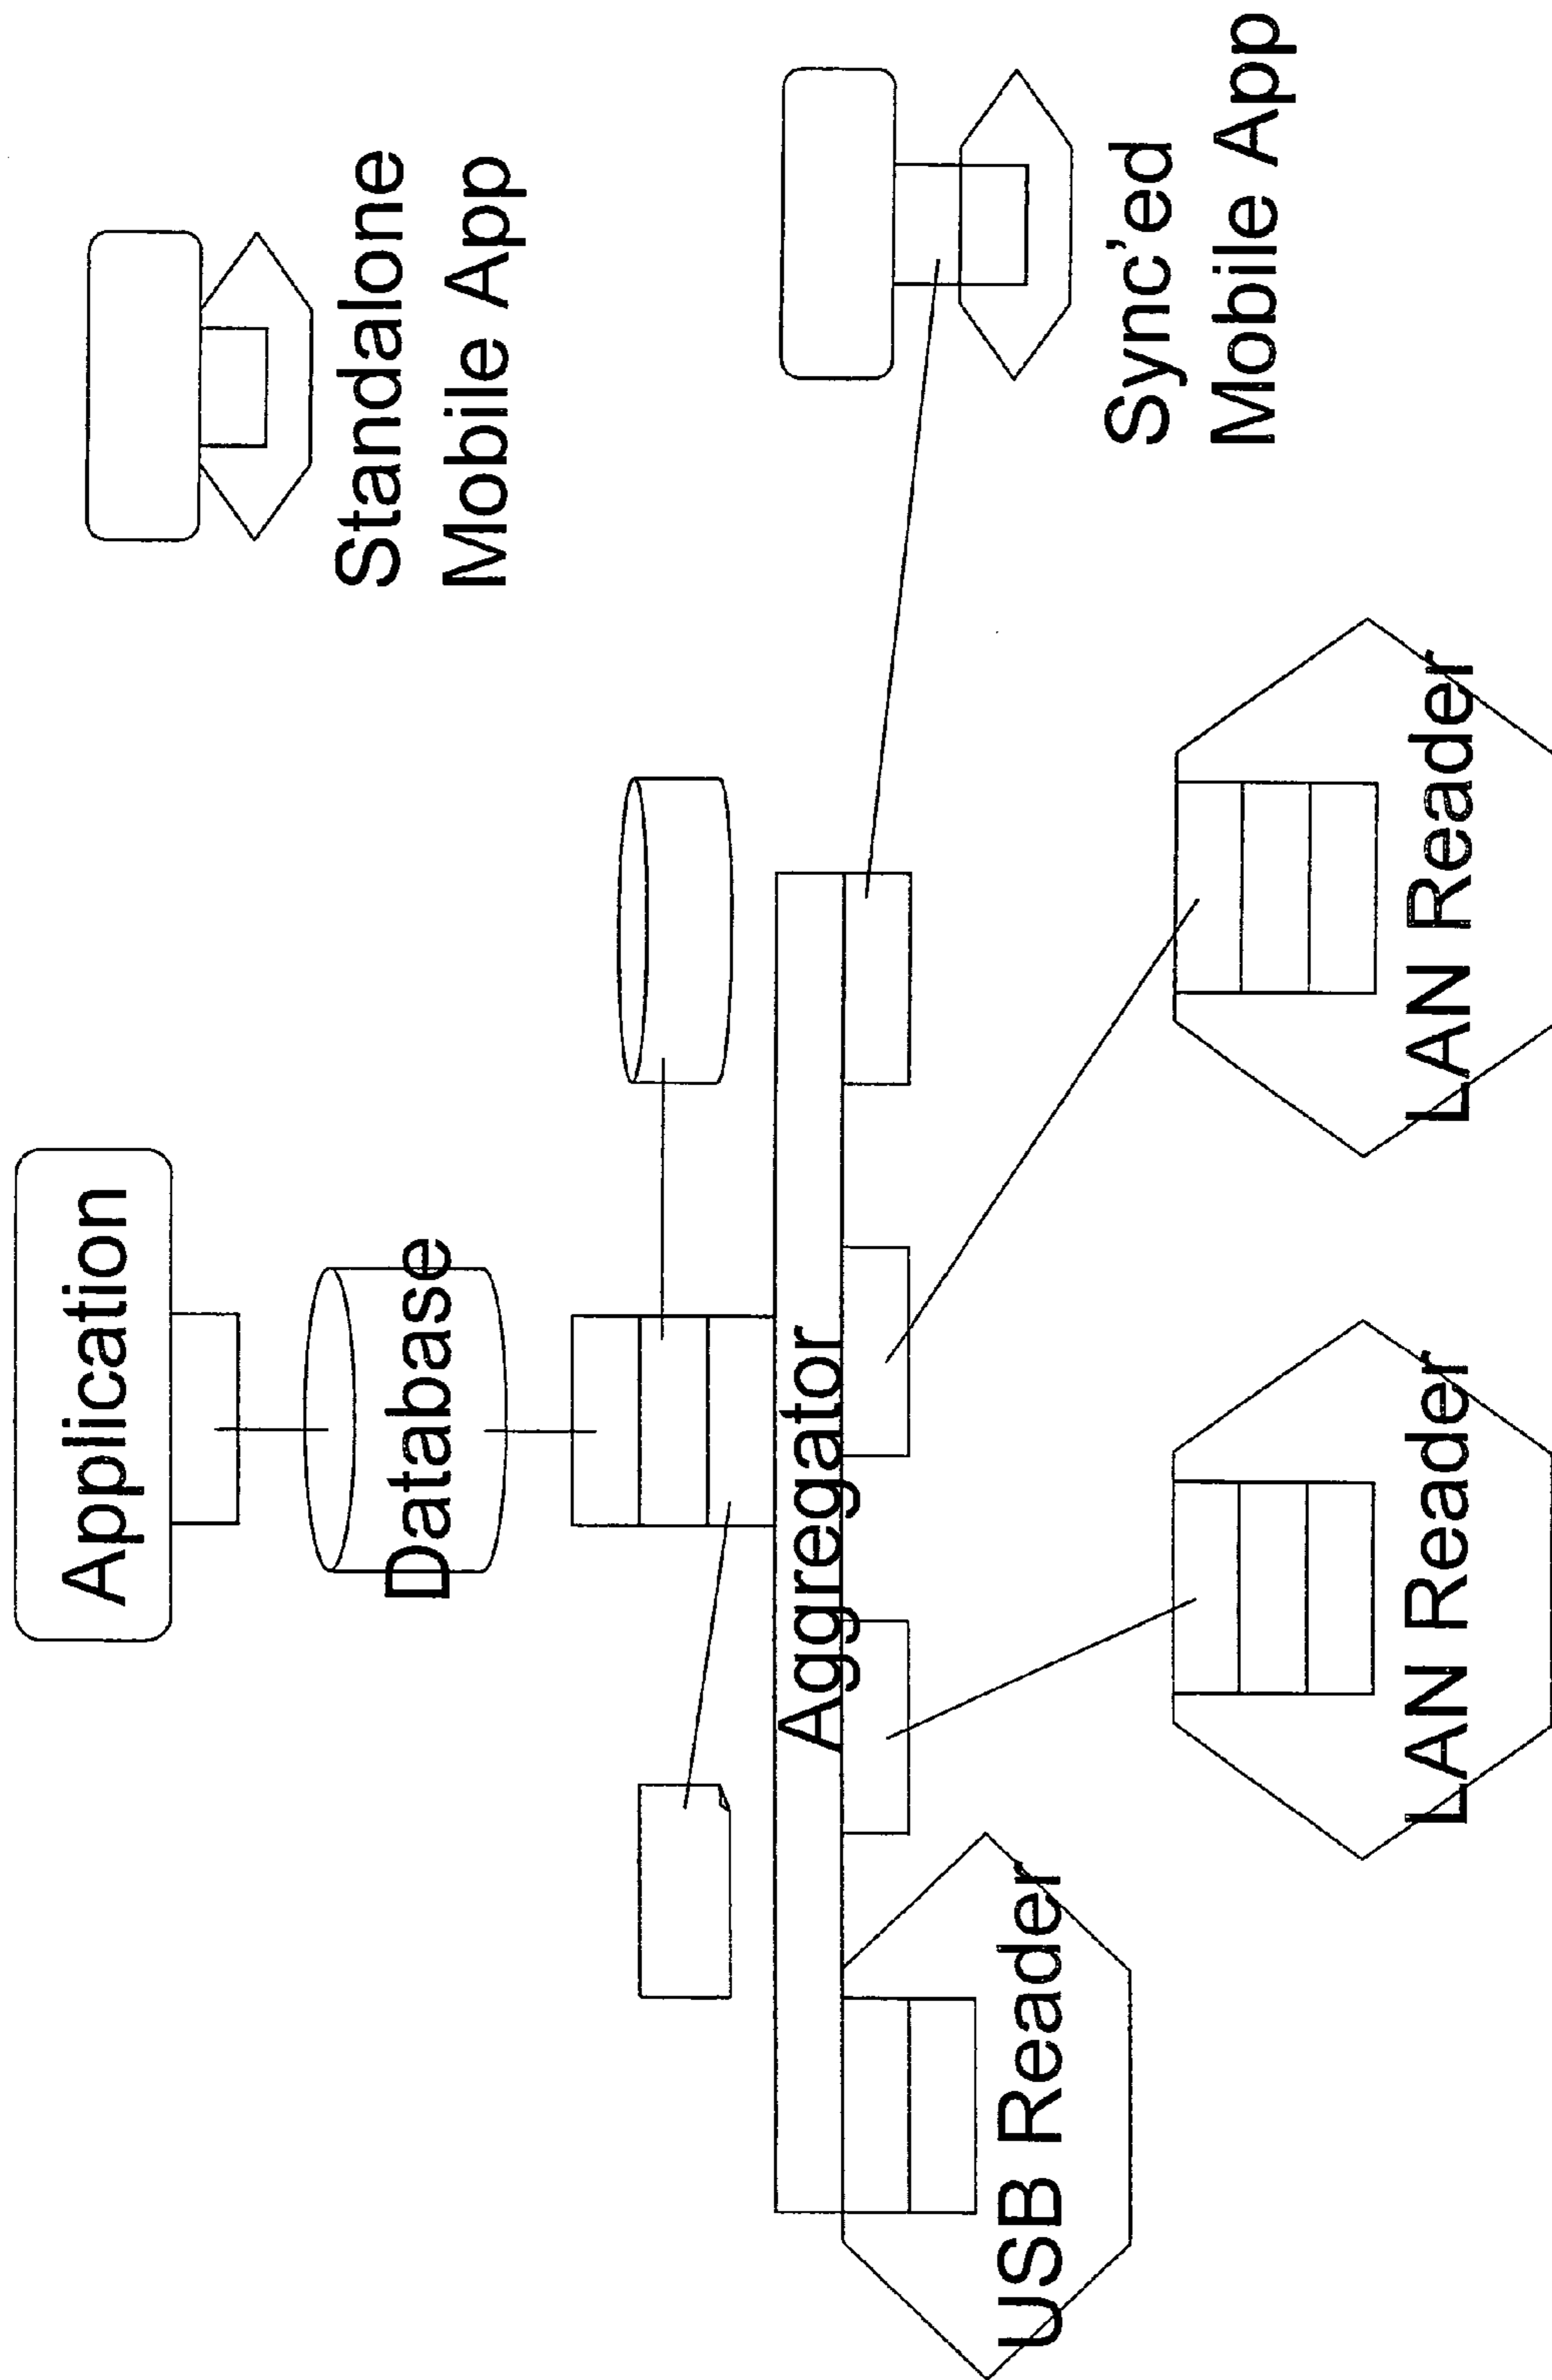 Application
Standalone
Mobile App
Database
Aggregator
Sync'ed
Mobile App
USB Reader
LAN Reader
LAN Reader